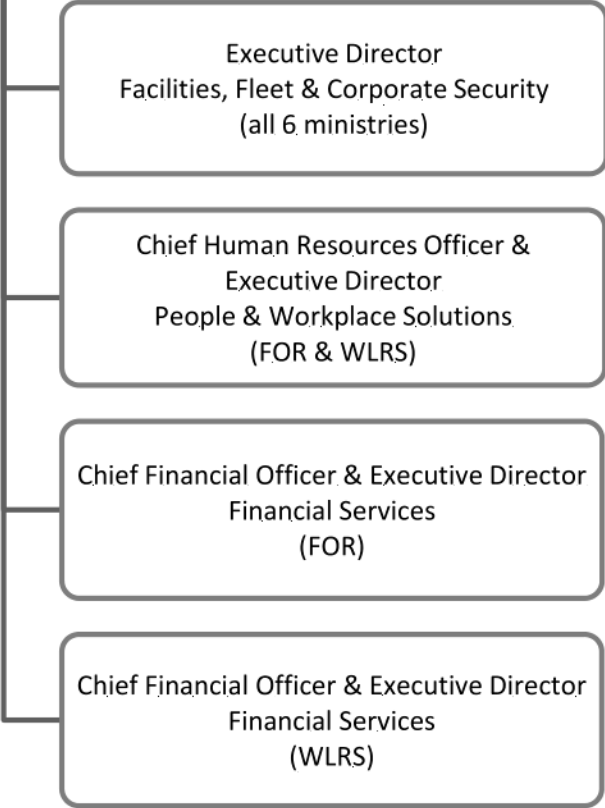 Executive Director
Facilities, Fleet & Corporate Security
(all 6 ministries)
Chief Human Resources Officer &
Executive Director
People & Workplace Solutions
(FOR & WLRS)
Chief Financial Officer & Executive Director
Financial Services
(FOR)
Chief Financial Officer & Executive Director
Financial Services
(WLRS)